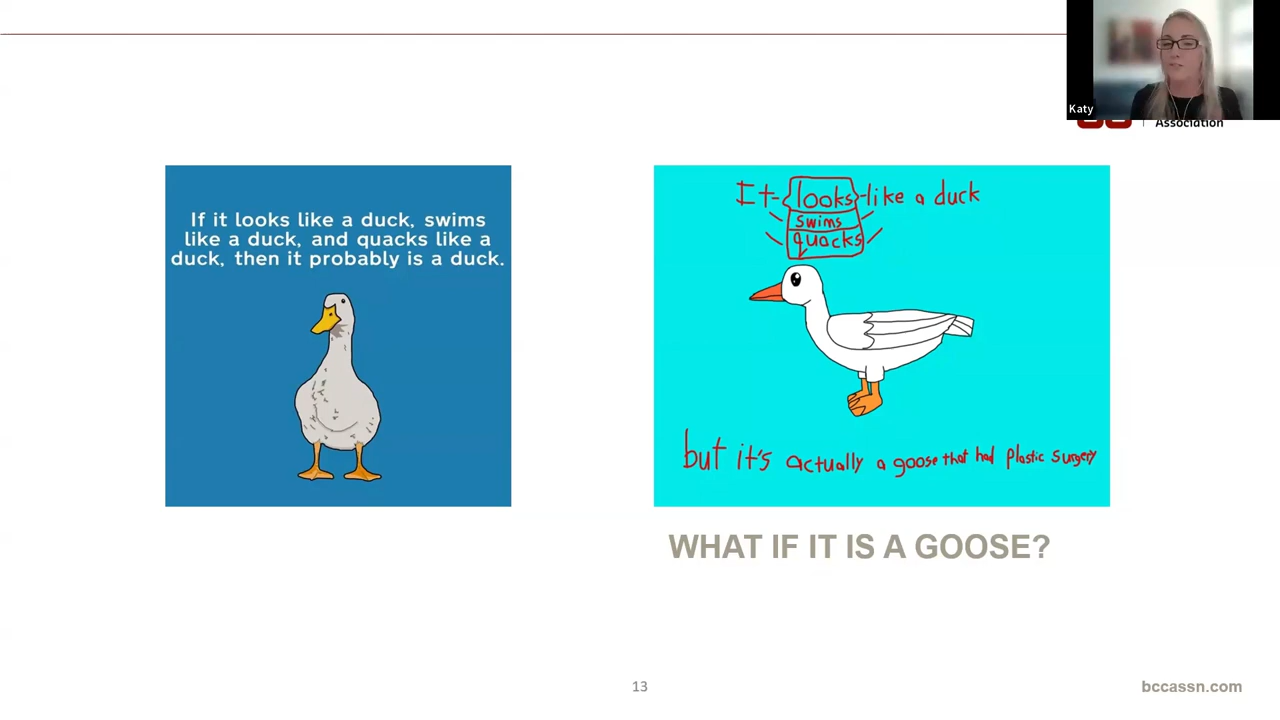 Katy
Association
If it looks like a duck, swims
like a duck, and quacks like a
duck, then it probably is a duck.
It looks like a duck
swims
quacks
but it's actually a goose that had plastic surgery
WHAT IF IT IS A GOOSE?
13
bccassn.com